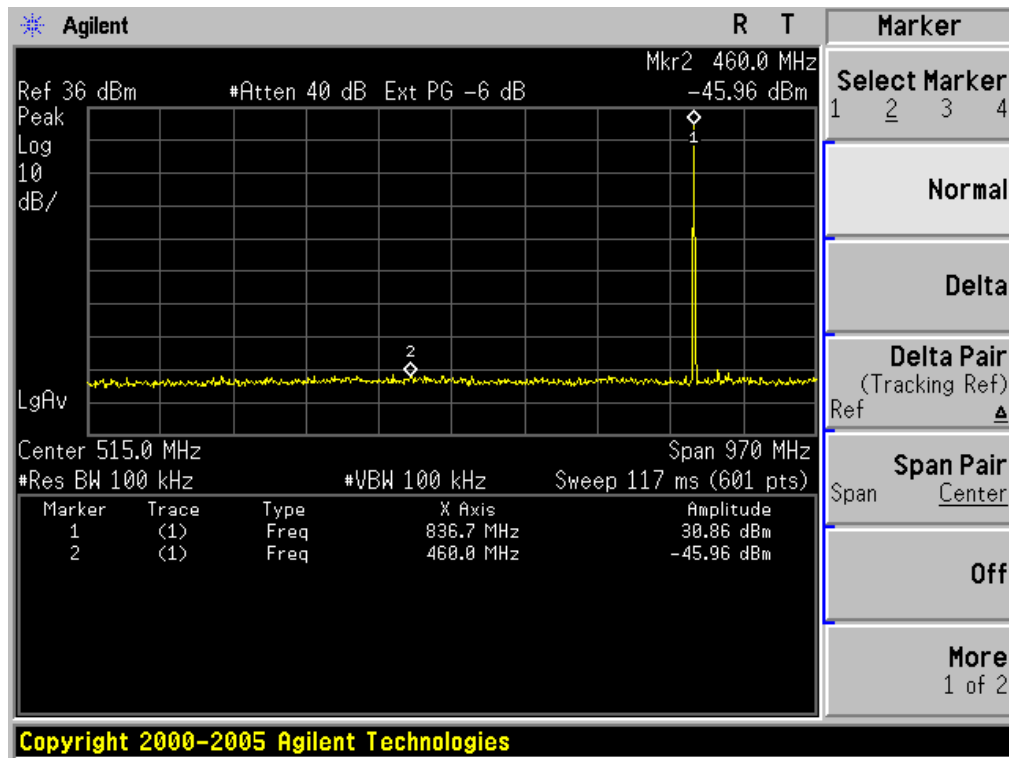 Agilent R T
Mkr2 460.0 MHz
Ref 36 dBm #Atten 40 dB Ext PG -6 dB -45.96 dBm
Peak
Log
10
dB/
1
2
LgAv
Center 515.0 MHz Span 970 MHz
#Res BW 100 kHz #VBW 100 kHz Sweep 117 ms (601 pts)
Marker Trace Type X Axis Amplitude
1 (1) Freq 836.7 MHz 30.86 dBm
2 (1) Freq 460.0 MHz -45.96 dBm
Marker
Select Marker
1 2 3 4
Normal
Delta
Delta Pair
(Tracking Ref)
Ref Δ
Span Pair
Span Center
Off
More
1 of 2
Copyright 2000-2005 Agilent Technologies